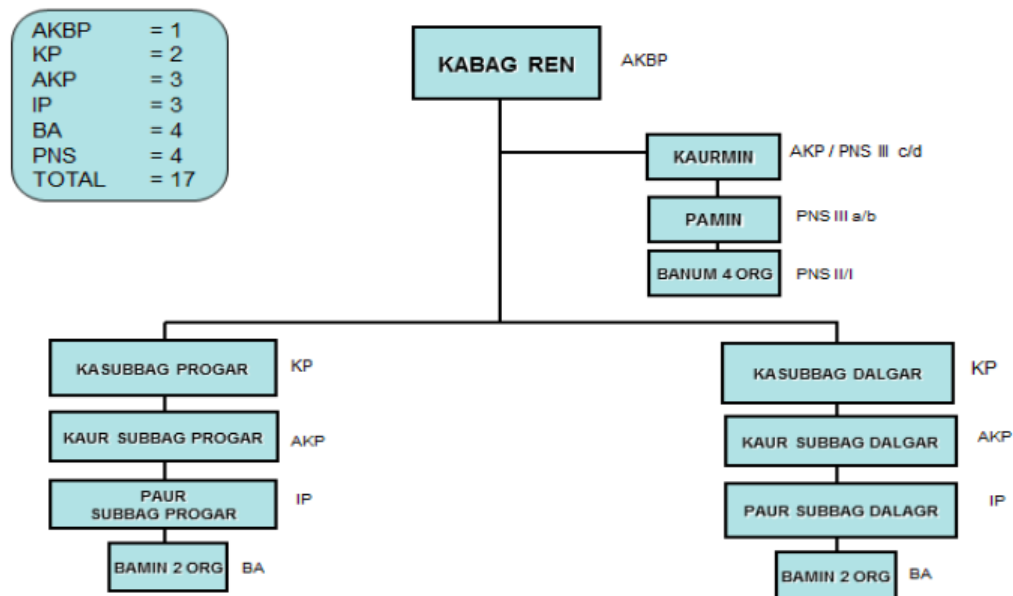 AKBP = 1
KP = 2
AKP = 3
IP = 3
BA = 4
PNS = 4
TOTAL = 17
KABAG REN AKBP
KAURMIN AKP / PNS III c/d
PAMIN PNS III a/b
BANUM 4 ORG PNS II/I
KASUBBAG PROGAR KP
KAUR SUBBAG PROGAR AKP
PAUR
SUBBAG PROGAR IP
BAMIN 2 ORG BA
KASUBBAG DALGAR KP
KAUR SUBBAG DALGAR AKP
PAUR SUBBAG DALAGR IP
BAMIN 2 ORG BA